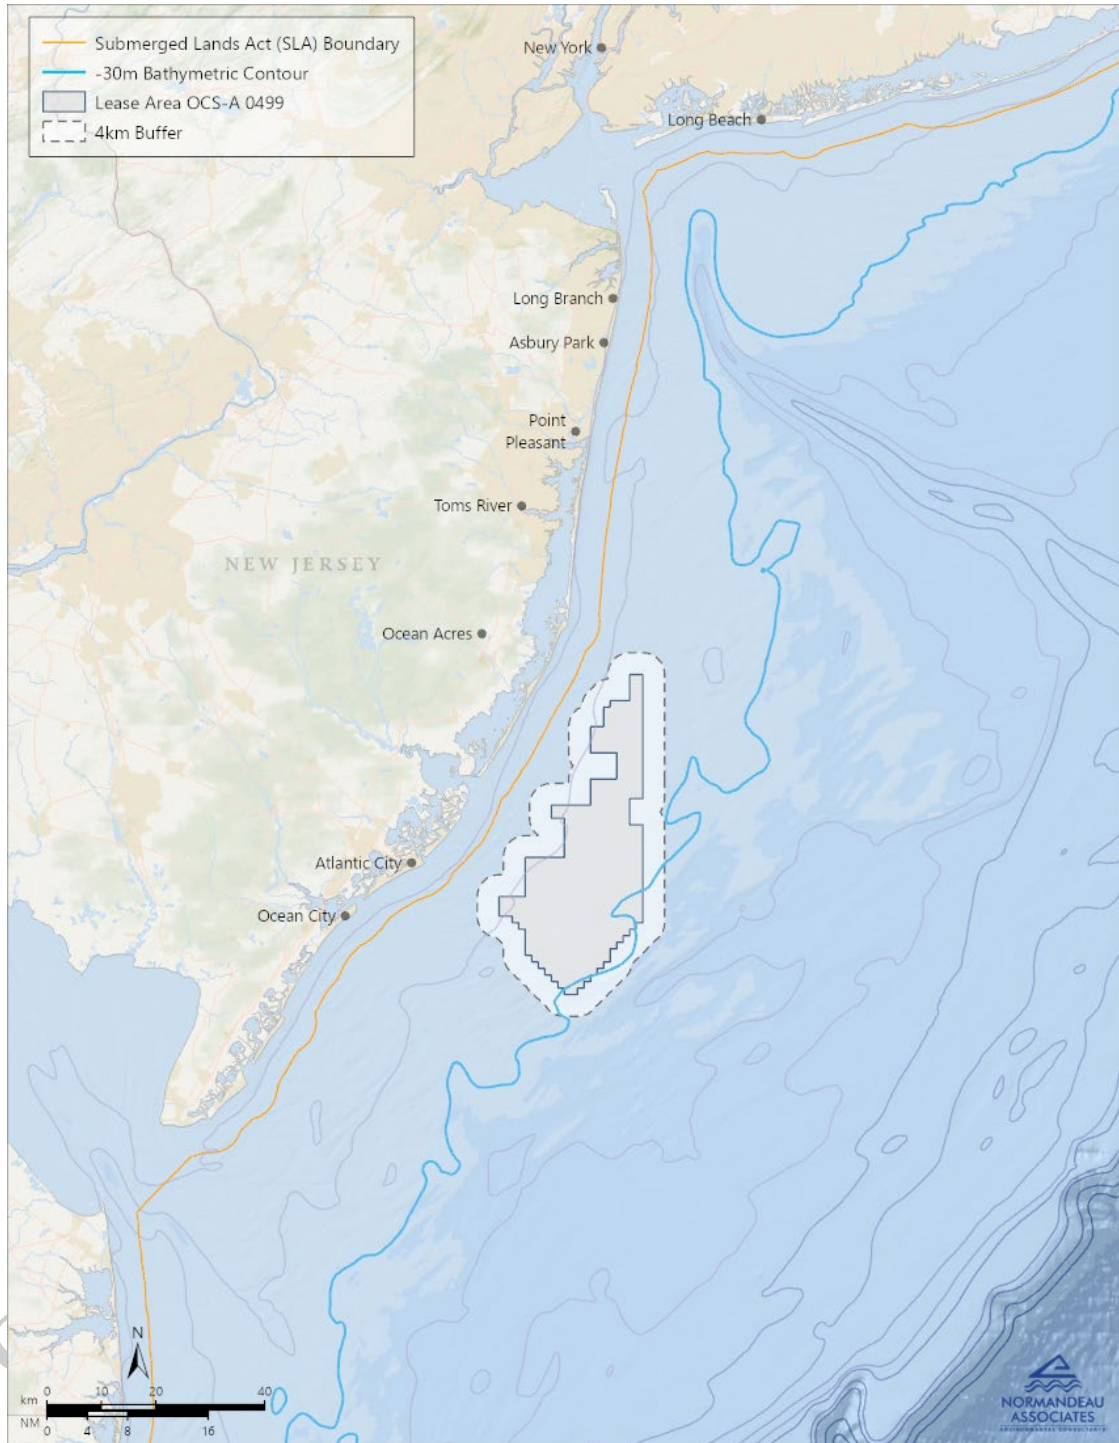 Submerged Lands Act (SLA) Boundary
-30m Bathymetric Contour
Lease Area OCS-A 0499
4km Buffer
New York
Long Beach
Long Branch
Asbury Park
Point
Pleasant
Toms River
NEW JERSEY
Ocean Acres
Atlantic City
Ocean City
N
0 10 20 40
km
NM
0 4 8 16
NORMANDEAU
ASSOCIATES
ENVIRONMENTAL CONSULTANTS